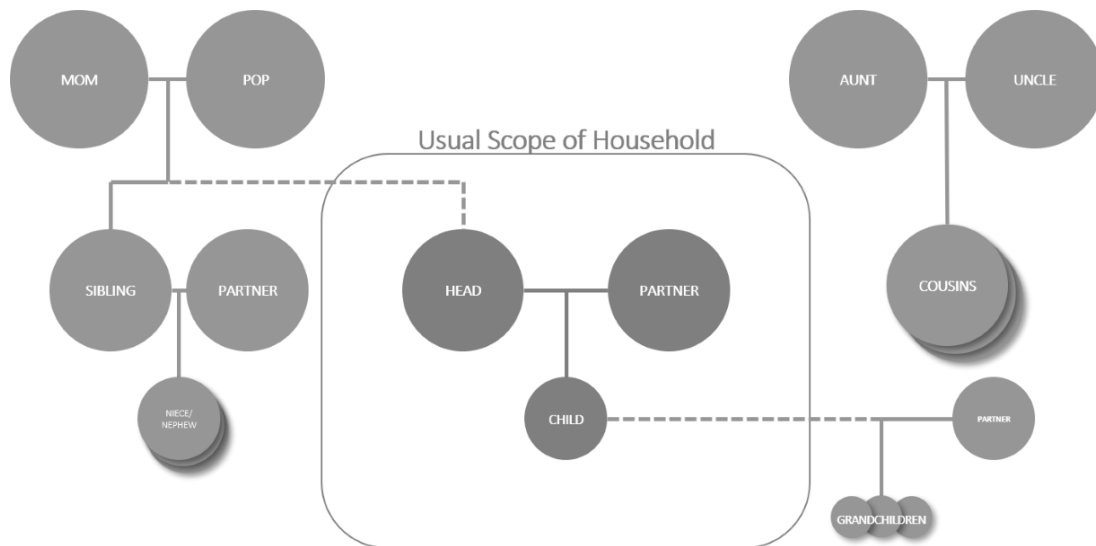 MOM
POP
AUNT
UNCLE
Usual Scope of Household
SIBLING
PARTNER
HEAD
PARTNER
COUSINS
NIECE/
NEPHEW
CHILD
PARTNER
GRANDCHILDREN